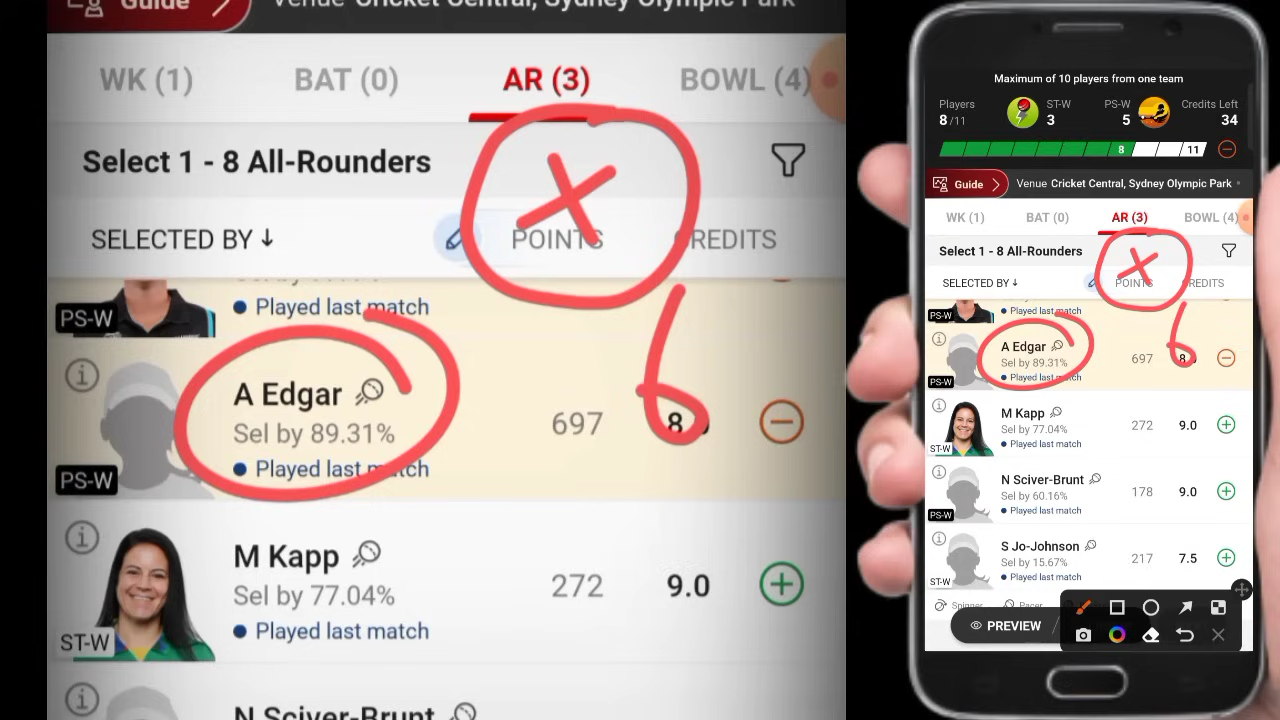 Guide
Venue Cricket Central, Sydney Olympic Park
WK (1) BAT (0) AR (3) BOWL (4)
Select 1 - 8 All-Rounders
SELECTED BY ↓ POINTS CREDITS
PS-W
Played last match
A Edgar
Sel by 89.31%
Played last match
PS-W
697 8.
6
M Kapp
Sel by 77.04%
Played last match
ST-W
272 9.0
N Sciver-Brunt
Maximum of 10 players from one team
Players ST-W PS-W Credits Left
8/11 3 5 34
8 11
Guide Venue Cricket Central, Sydney Olympic Park
WK (1) BAT (0) AR (3) BOWL (4)
Select 1 - 8 All-Rounders
SELECTED BY ↓ POINTS CREDITS
PS-W Played last match
A Edgar
Sel by 89.31% 697 8.
6
PS-W Played last match
M Kapp
Sel by 77.04% 272 9.0
ST-W Played last match
N Sciver-Brunt
Sel by 60.16% 178 9.0
PS-W Played last match
S Jo-Johnson
Sel by 15.67% 217 7.5
ST-W Played last match
Spinner Pacer
PREVIEW